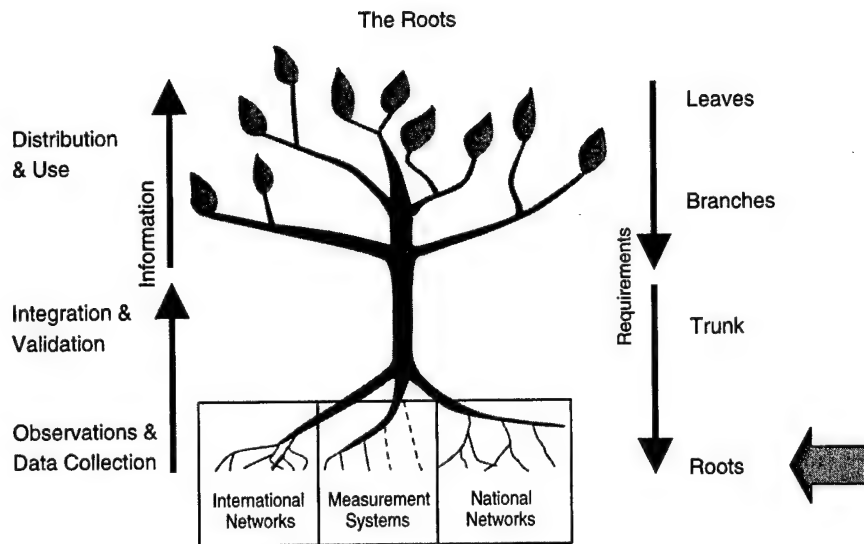 The Roots
Distribution
& Use
Information
Integration &
Validation
Observations &
Data Collection
International
Networks
Measurement
Systems
National
Networks
Requirements
Leaves
Branches
Trunk
Roots